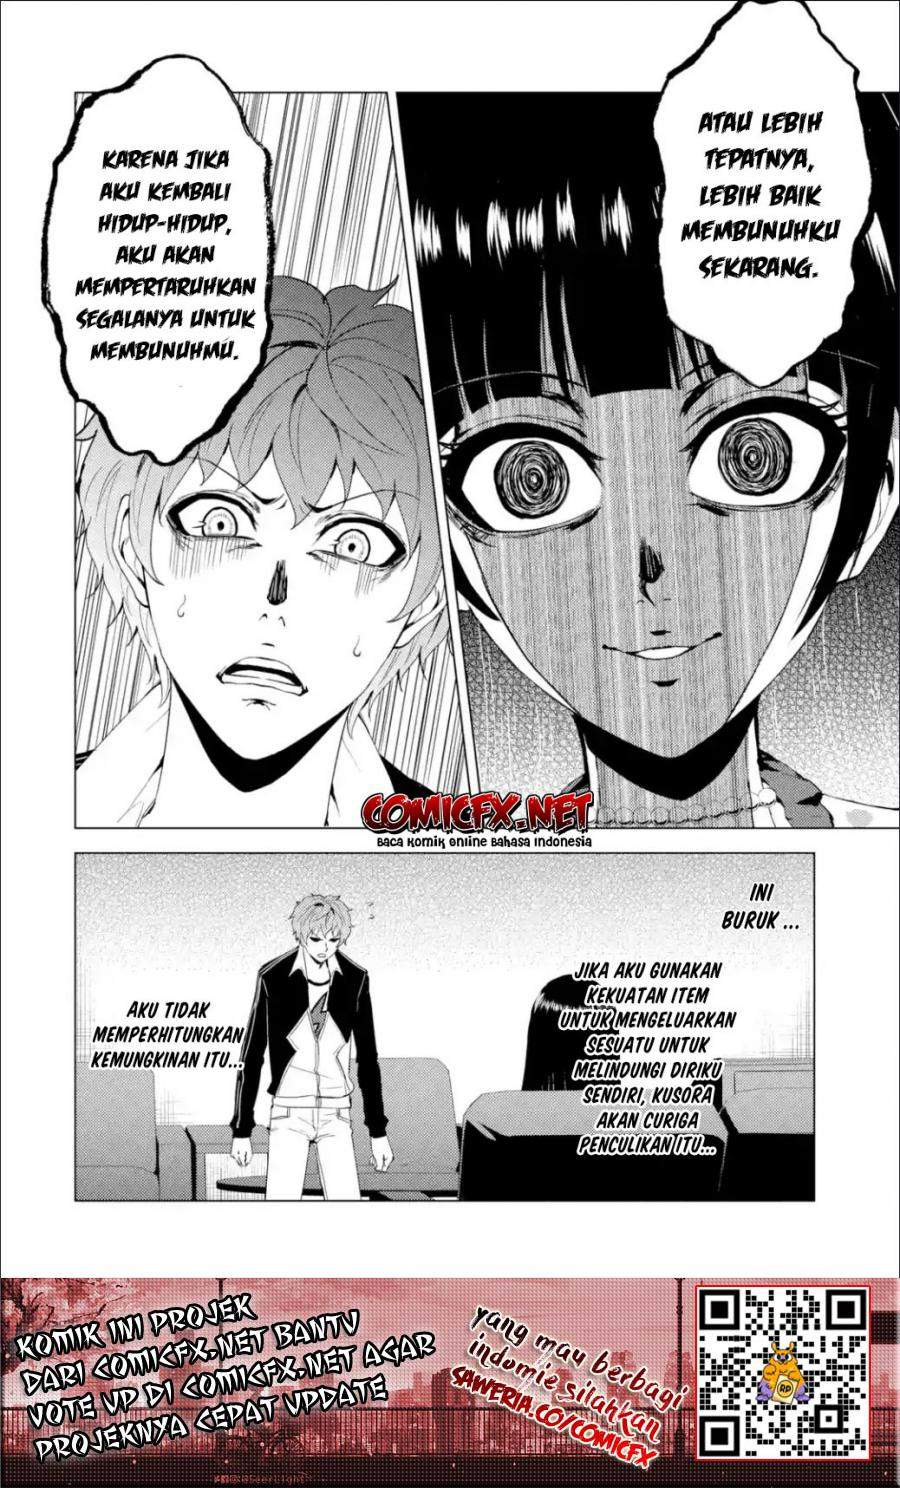 ATAU LEBIH
TEPATNYA,
LEBIH BAIK
MEMBUNUHKU
SEKARANG.
KARENA JIKA
AKU KEMBALI
HIDUP-HIDUP,
AKU AKAN
MEMPERTARUHKAN
SEGALANYA UNTUK
MEMBUNUHMU.
COMICFX.NET
Baca Komik Online Bahasa Indonesia
INI
BURUK ...
JIKA AKU GUNAKAN
KEKUATAN ITEM
UNTUK MENGELUARKAN
SESUATU UNTUK
MELINDUNGI DIRIKU
SENDIRI, KUSORA
AKAN CURIGA
PENCULIKAN ITU...
AKU TIDAK
MEMPERHITUNGKAN
KEMUNGKINAN ITU...
KOMIK INI PROJEK
DARI COMICFX.NET BANTU
VOTE UP DI COMICFX.NET AGAR
PROJEKNYA CEPAT UPDATE
yang mau berbagi
indomie silahkan
SAWERIA.CO/COMICFX
RP
@SeerLight